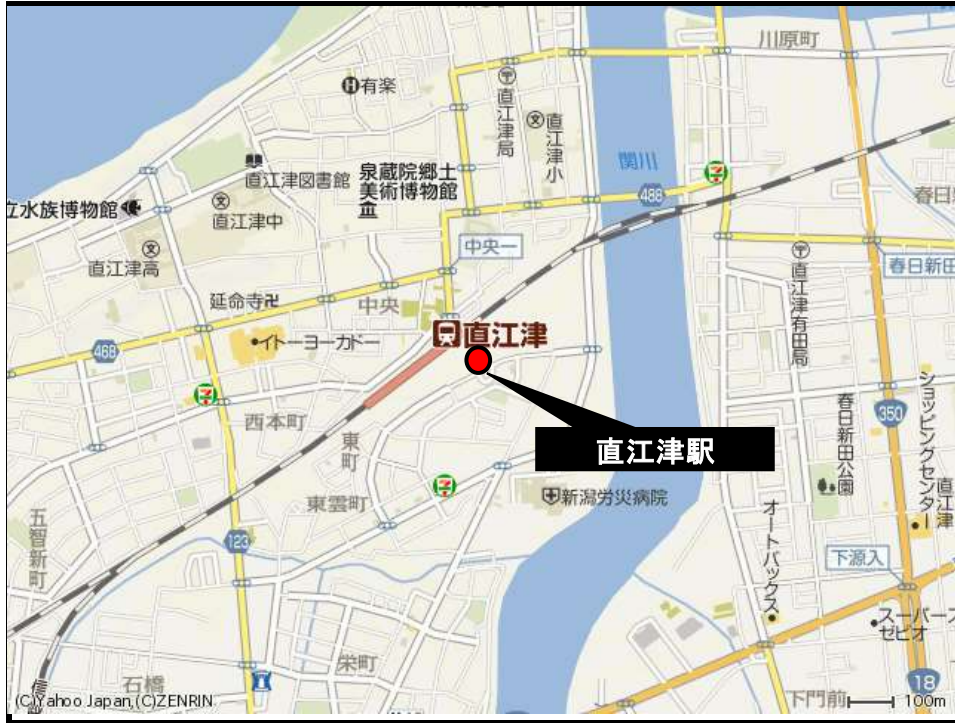 川原町
有楽
直江津局
直江津小
関川
直江津図書館
泉蔵院郷土
美術博物館
488
春日新
立水族博物館
直江津中
中央一
直江津高
春日新田
延命寺
中央
直江津有田局
直江津
イトーヨーカドー
468
西本町
東町
直江津駅
350
ショッピングセンター
直江津
春日新田公園
東雲町
新潟労災病院
オートバックス
五智新町
123
下源入
スーパース
ゼビオ
栄町
石橋
18
下門前
100m
(C)Yahoo Japan,(C)ZENRIN